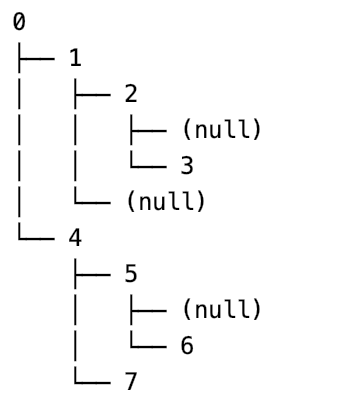 0
├── 1
│   ├── 2
│   │   ├── (null)
│   │   └── 3
│   └── (null)
└── 4
    ├── 5
    │   ├── (null)
    │   └── 6
    └── 7